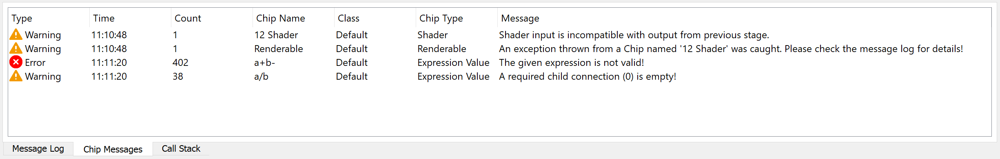 Type Time Count Chip Name Class Chip Type Message
Warning 11:10:48 1 12 Shader Default Shader Shader input is incompatible with output from previous stage.
Warning 11:10:48 1 Renderable Default Renderable An exception thrown from a Chip named '12 Shader' was caught. Please check the message log for details!
Error 11:11:20 402 a+b- Default Expression Value The given expression is not valid!
Warning 11:11:20 38 a/b Default Expression Value A required child connection (0) is empty!
Message Log Chip Messages Call Stack